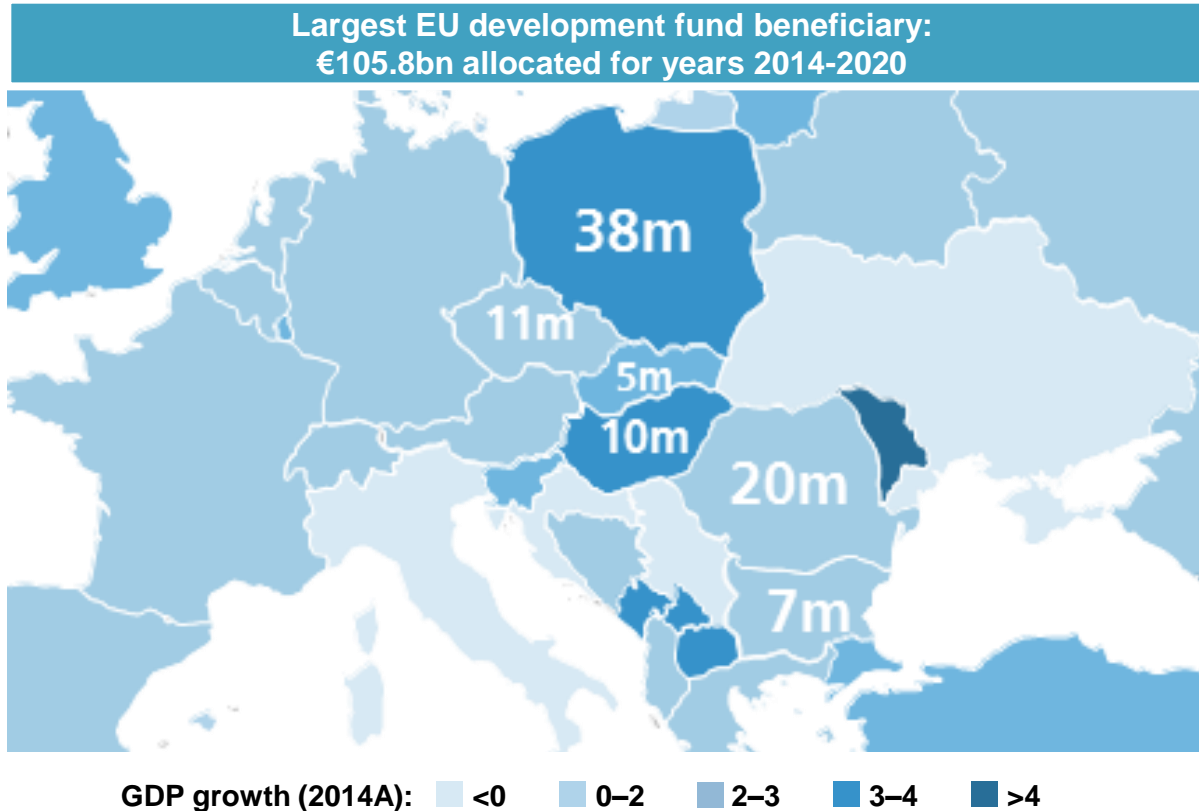 Largest EU development fund beneficiary:
€105.8bn allocated for years 2014-2020
38m
11m
5m
10m
20m
7m
GDP growth (2014A): <0 0–2 2–3 3–4 >4